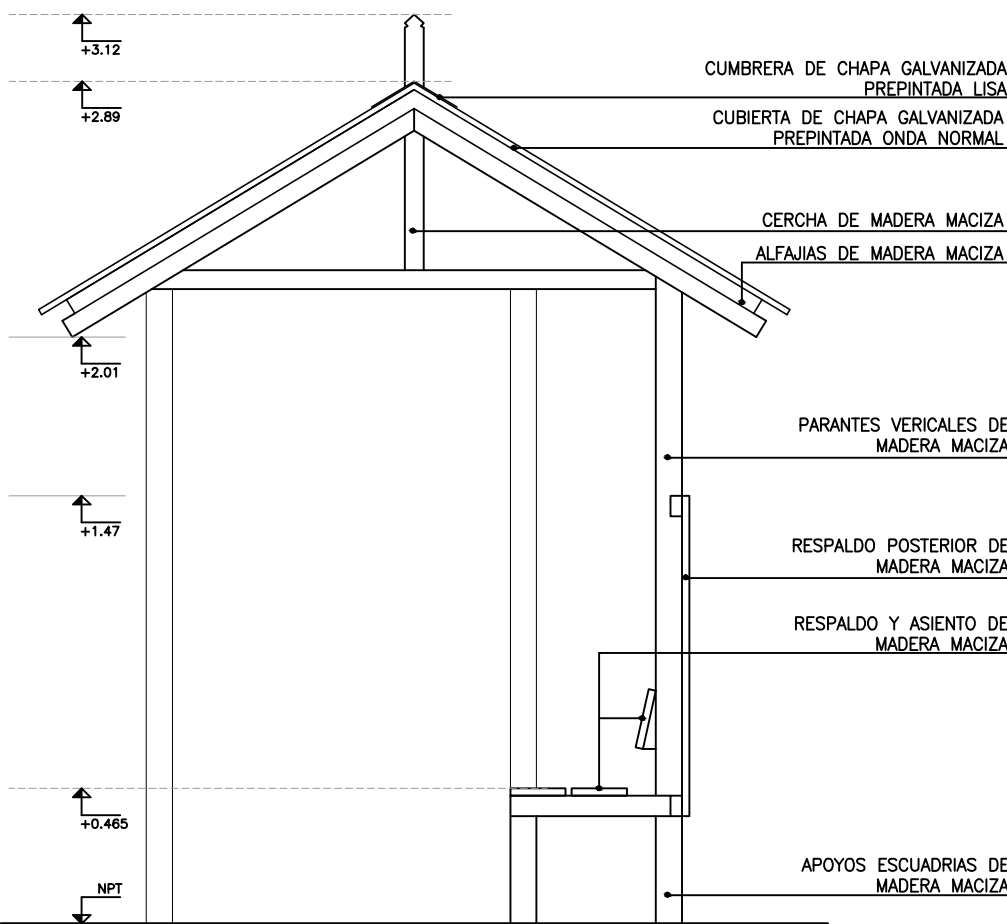 +3.12
+2.89
CUMBRERA DE CHAPA GALVANIZADA
PREPINTADA LISA
CUBIERTA DE CHAPA GALVANIZADA
PREPINTADA ONDA NORMAL
CERCHA DE MADERA MACIZA
ALFAJIAS DE MADERA MACIZA
+2.01
PARANTES VERICALES DE
MADERA MACIZA
+1.47
RESPALDO POSTERIOR DE
MADERA MACIZA
RESPALDO Y ASIENTO DE
MADERA MACIZA
+0.465
APOYOS ESCUADRIAS DE
MADERA MACIZA
NPT